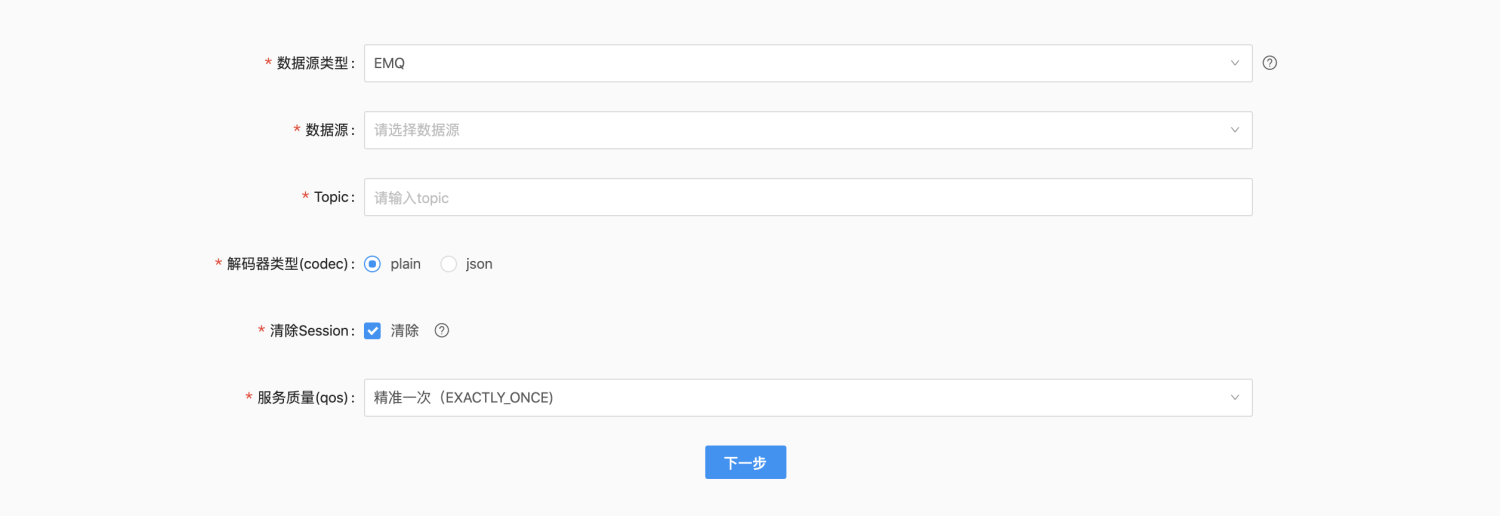 * 数据源类型: EMQ
* 数据源: 请选择数据源
* Topic: 请输入topic
* 解码器类型(codec): plain json
* 清除Session: 清除
* 服务质量(qos): 精准一次（EXACTLY_ONCE)
下一步